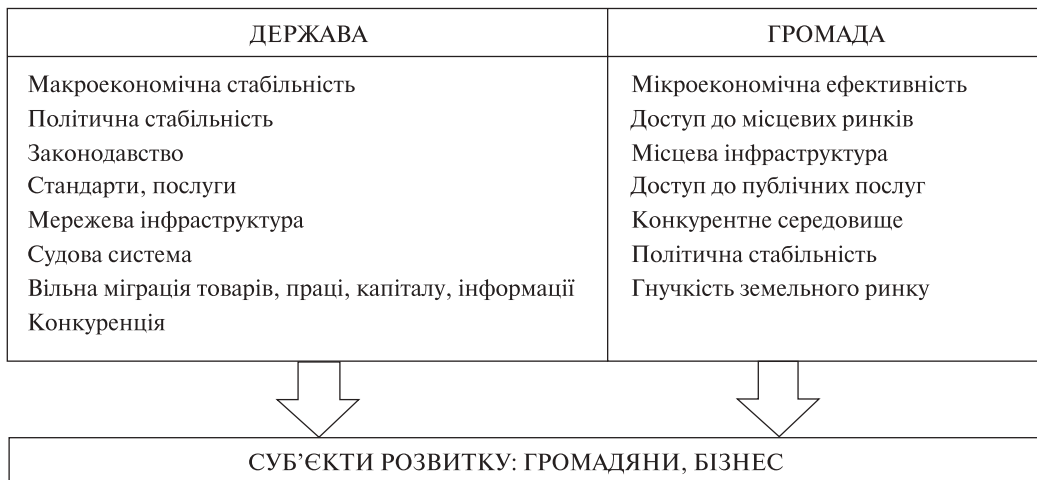 ДЕРЖАВА
Макроекономічна стабільність
Політична стабільність
Законодавство
Стандарти, послуги
Мережева інфраструктура
Судова система
Вільна міграція товарів, праці, капіталу, інформації
Конкуренція
ГРОМАДА
Мікроекономічна ефективність
Доступ до місцевих ринків
Місцева інфраструктура
Доступ до публічних послуг
Конкурентне середовище
Політична стабільність
Гнучкість земельного ринку
СУБ’ЄКТИ РОЗВИТКУ: ГРОМАДЯНИ, БІЗНЕС